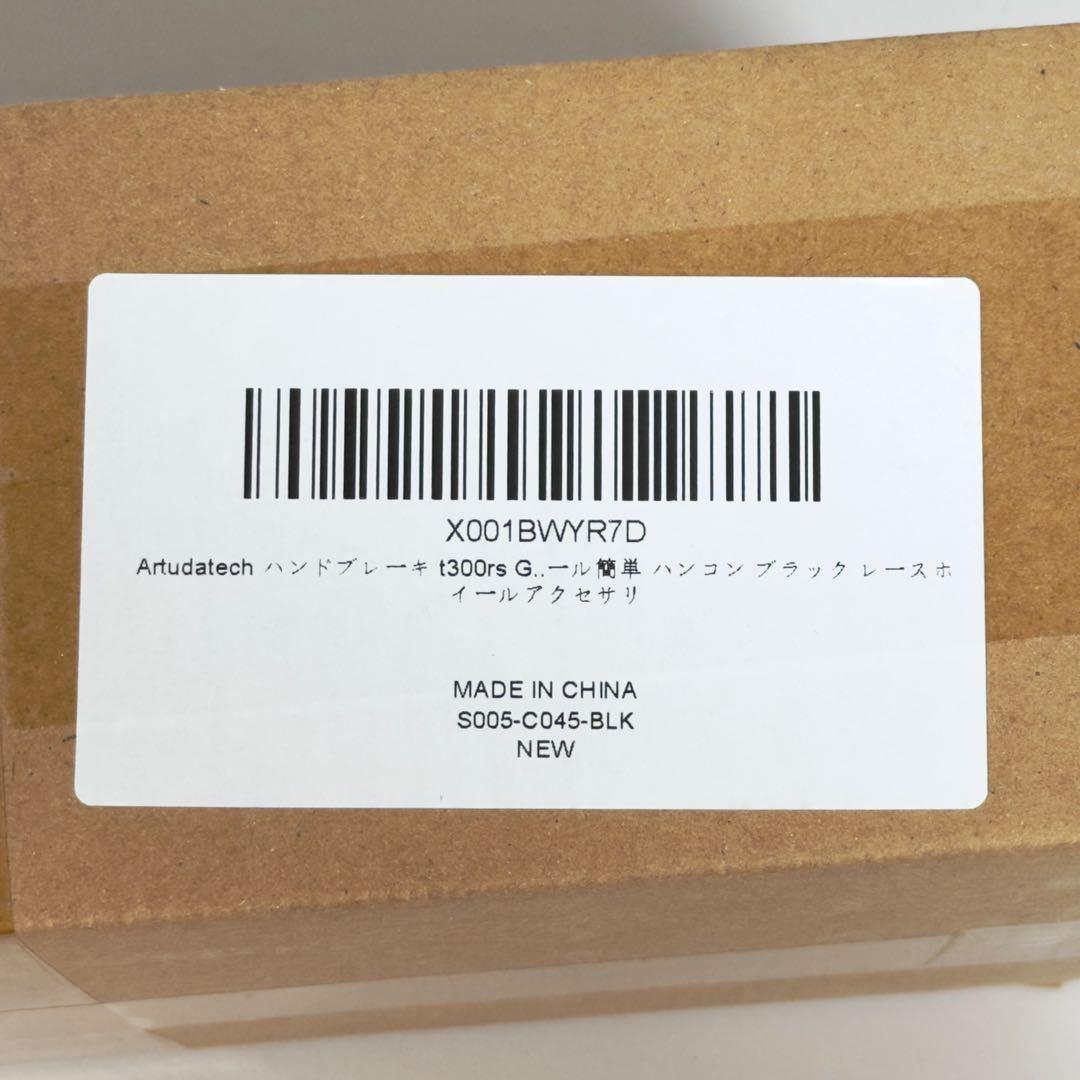 X001BWYR7D
Artudatech ハンドブレーキ t300rs G..ール簡単 ハンコン ブラック レースホ
イールアクセサリ
MADE IN CHINA
S005-C045-BLK
NEW